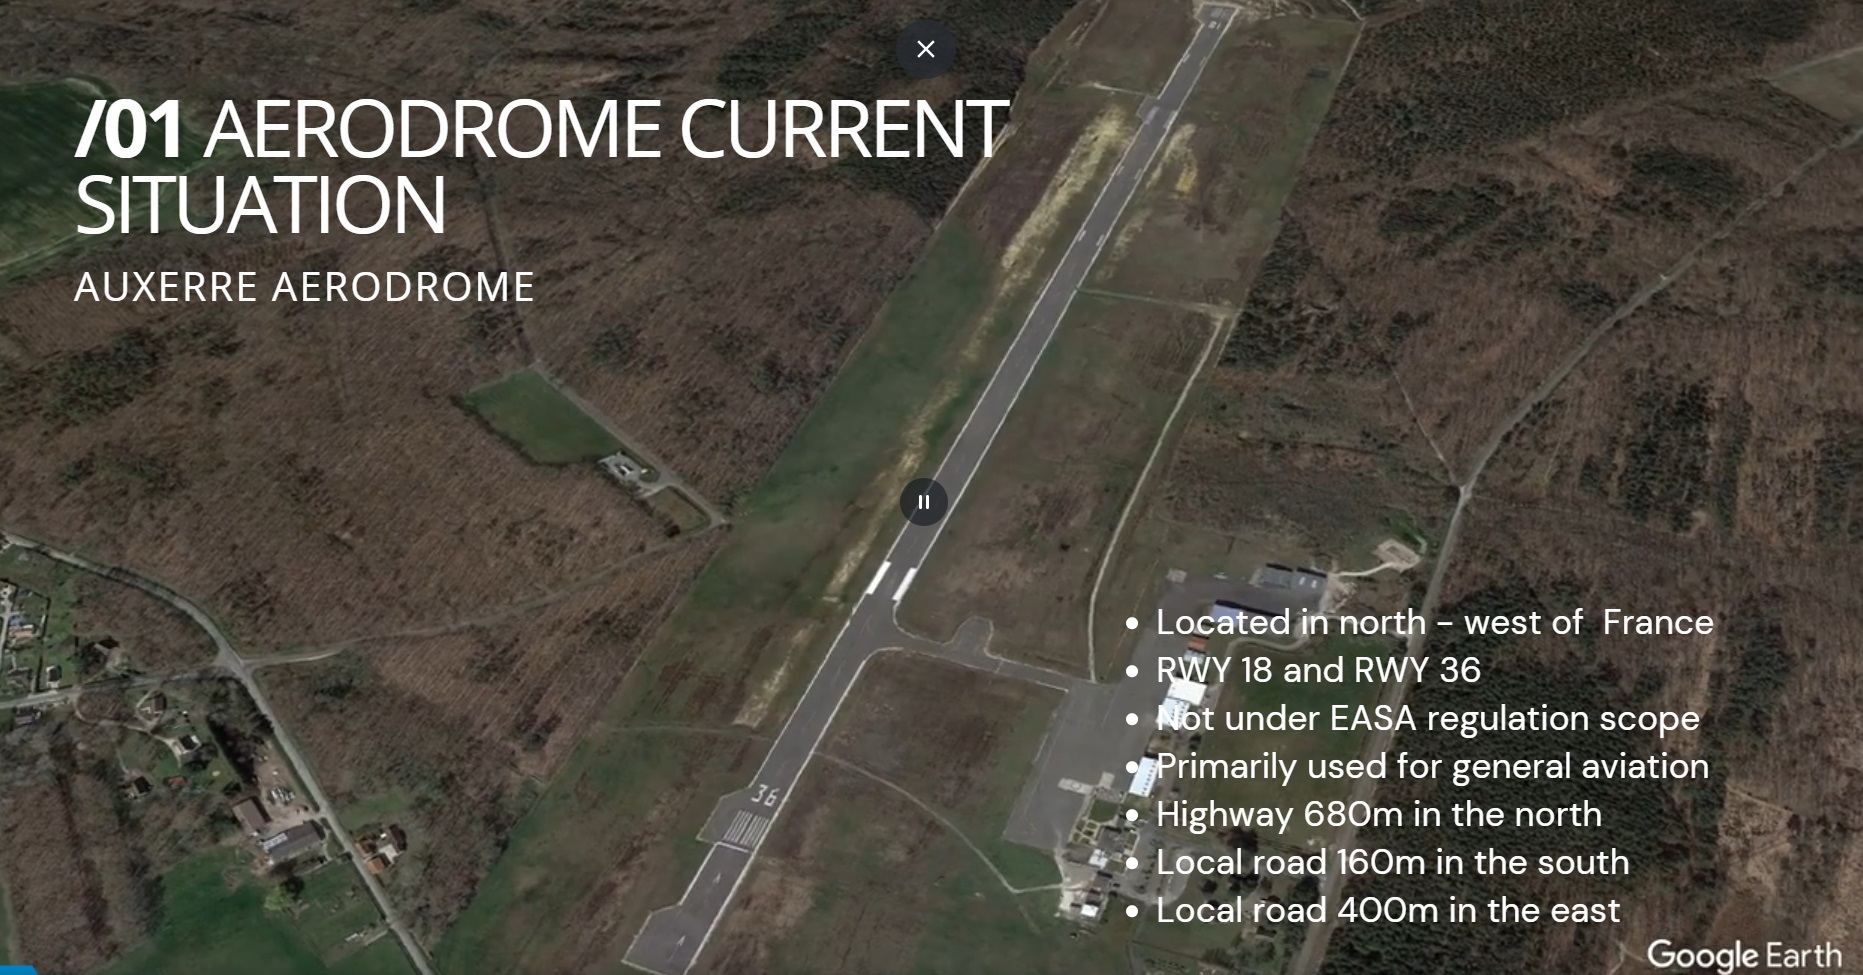 /01 AERODROME CURRENT
SITUATION
AUXERRE AERODROME
36
• Located in north - west of France
• RWY 18 and RWY 36
• Not under EASA regulation scope
• Primarily used for general aviation
• Highway 680m in the north
• Local road 160m in the south
• Local road 400m in the east
Google Earth